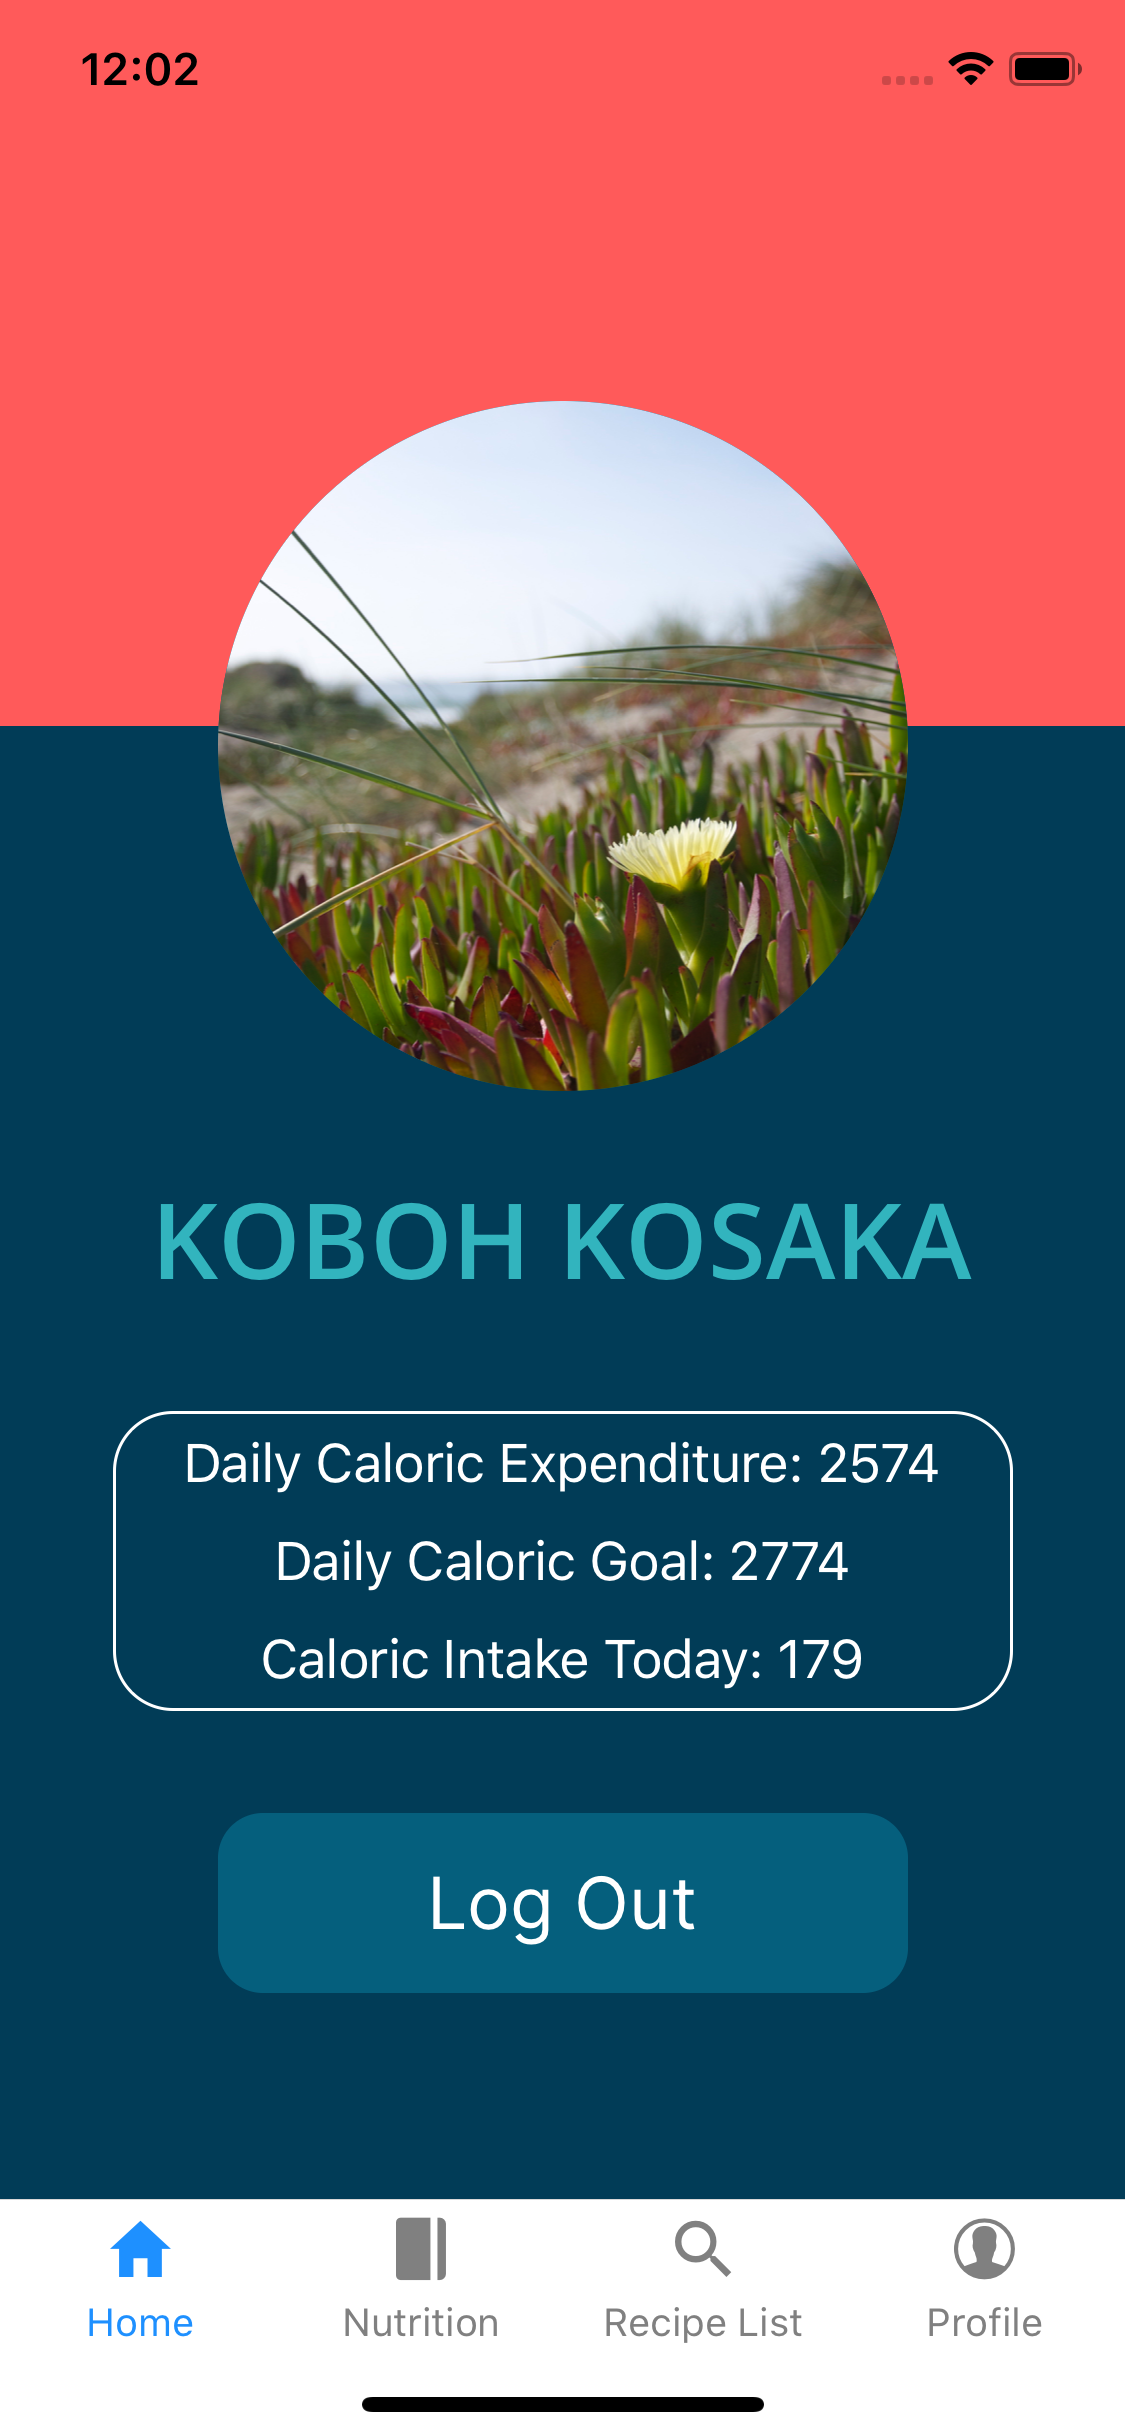 12:02
KOBOH KOSAKA
Daily Caloric Expenditure: 2574
Daily Caloric Goal: 2774
Caloric Intake Today: 179
Log Out
Home Nutrition Recipe List Profile